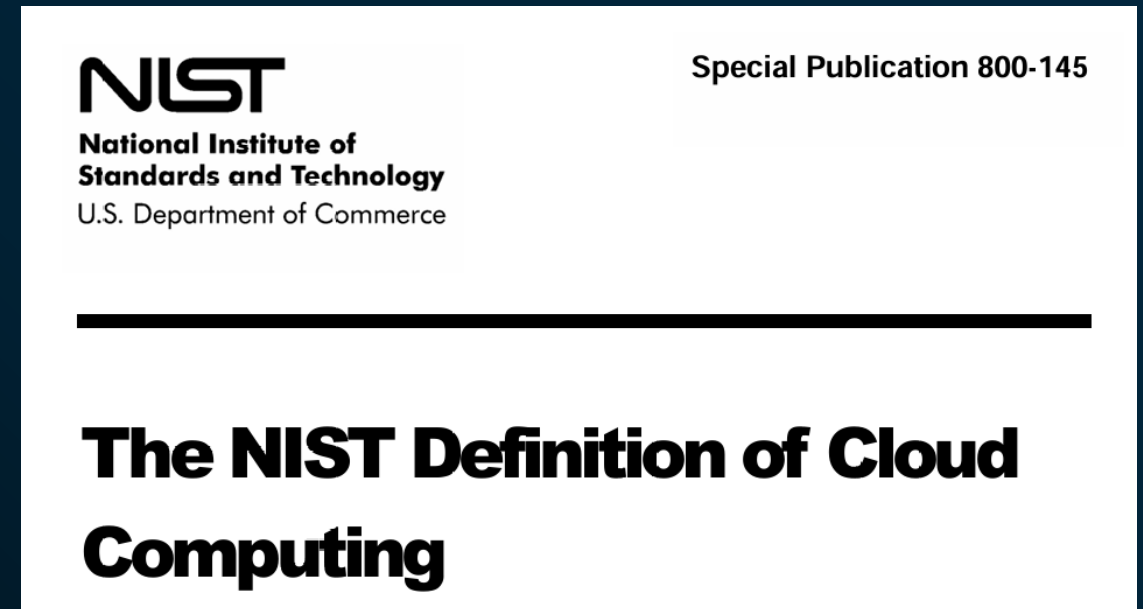 NIST
Special Publication 800-145
National Institute of
Standards and Technology
U.S. Department of Commerce
The NIST Definition of Cloud
Computing